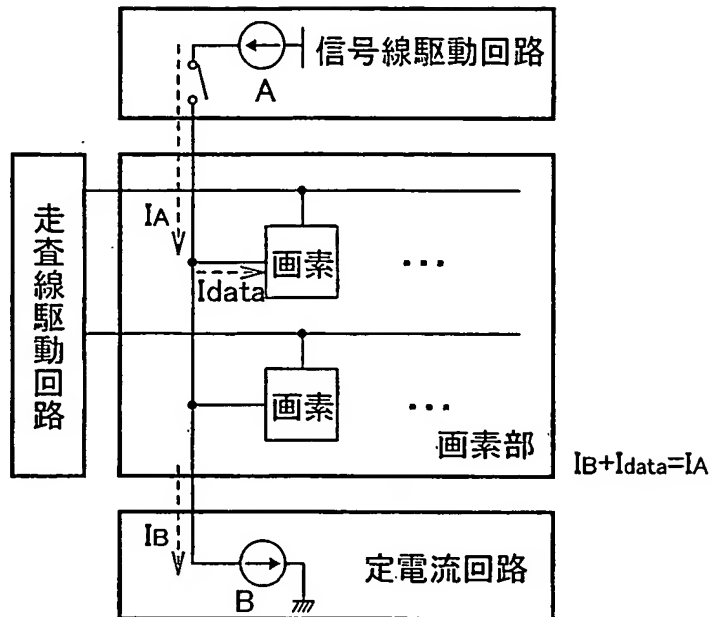 信号線駆動回路
A
走査線駆動回路
IA
画素
Idata
画素
画素部
IB+Idata=IA
IB
定電流回路
B